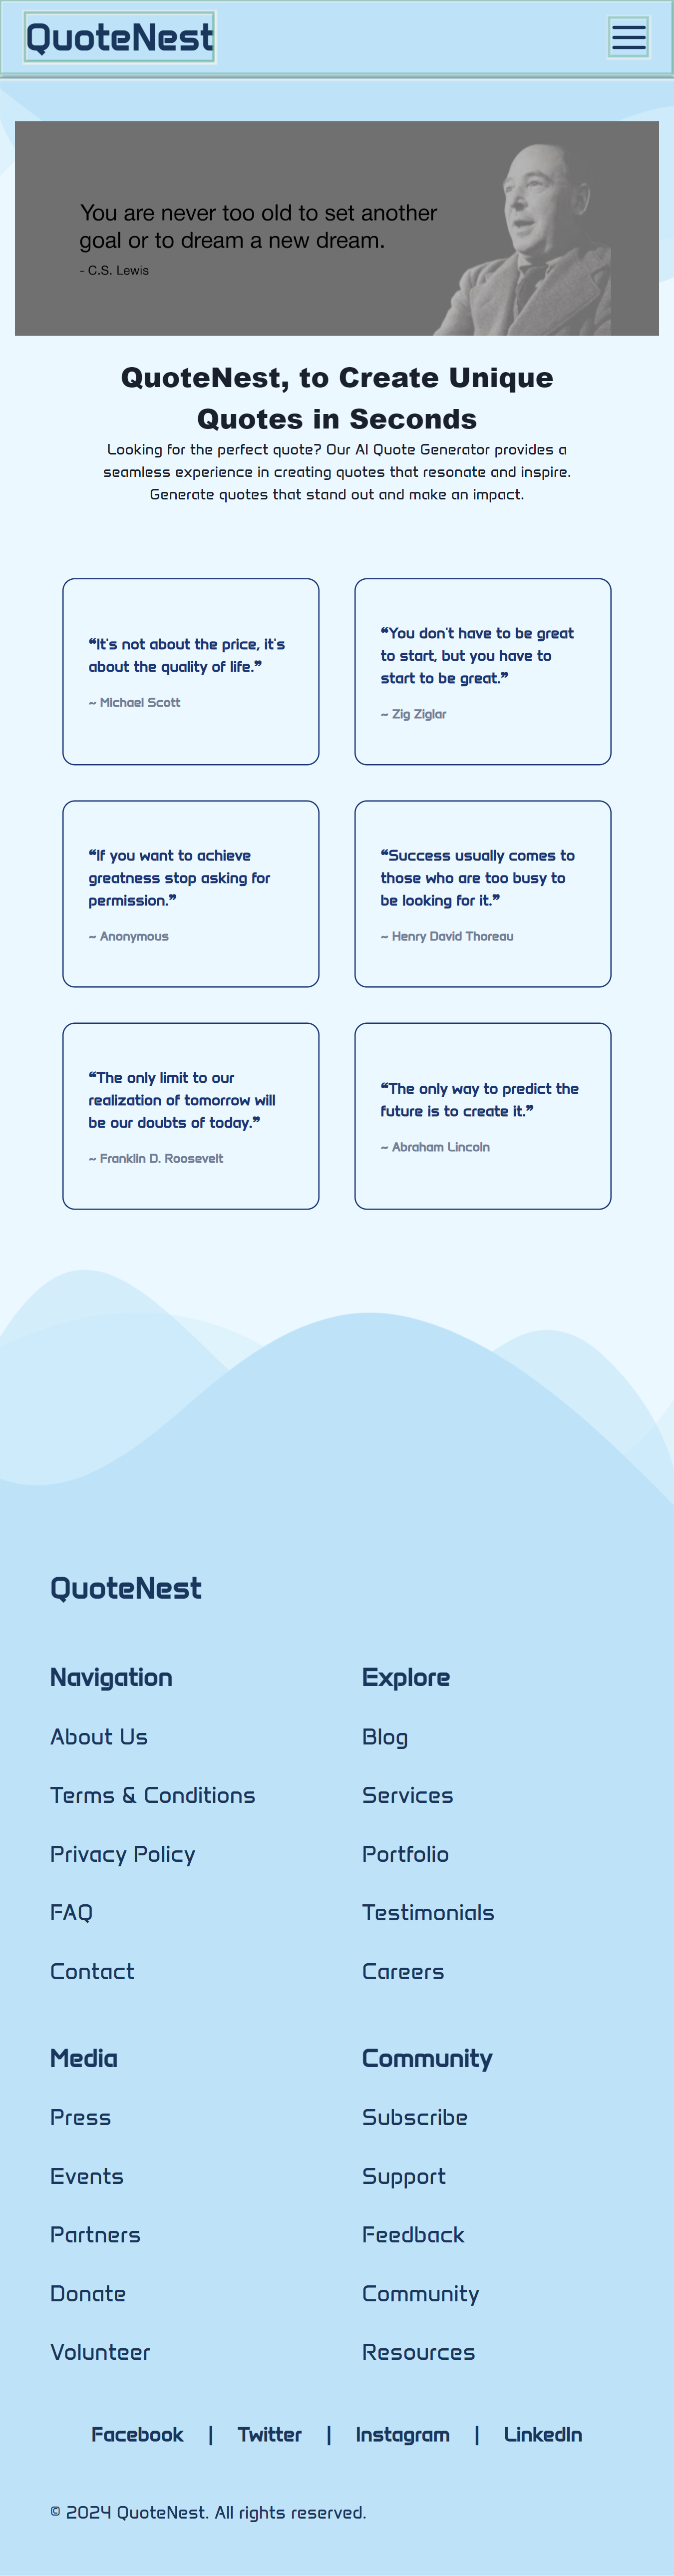 QuoteNest
You are never too old to set another
goal or to dream a new dream.
- C.S. Lewis
QuoteNest, to Create Unique
Quotes in Seconds
Looking for the perfect quote? Our AI Quote Generator provides a
seamless experience in creating quotes that resonate and inspire.
Generate quotes that stand out and make an impact.
❝It's not about the price, it's
about the quality of life.❞
~ Michael Scott
❝You don't have to be great
to start, but you have to
start to be great.❞
~ Zig Ziglar
❝If you want to achieve
greatness stop asking for
permission.❞
~ Anonymous
❝Success usually comes to
those who are too busy to
be looking for it.❞
~ Henry David Thoreau
❝The only limit to our
realization of tomorrow will
be our doubts of today.❞
~ Franklin D. Roosevelt
❝The only way to predict the
future is to create it.❞
~ Abraham Lincoln
QuoteNest
Navigation
About Us
Terms & Conditions
Privacy Policy
FAQ
Contact
Explore
Blog
Services
Portfolio
Testimonials
Careers
Media
Press
Events
Partners
Donate
Volunteer
Community
Subscribe
Support
Feedback
Community
Resources
Facebook | Twitter | Instagram | LinkedIn
© 2024 QuoteNest. All rights reserved.